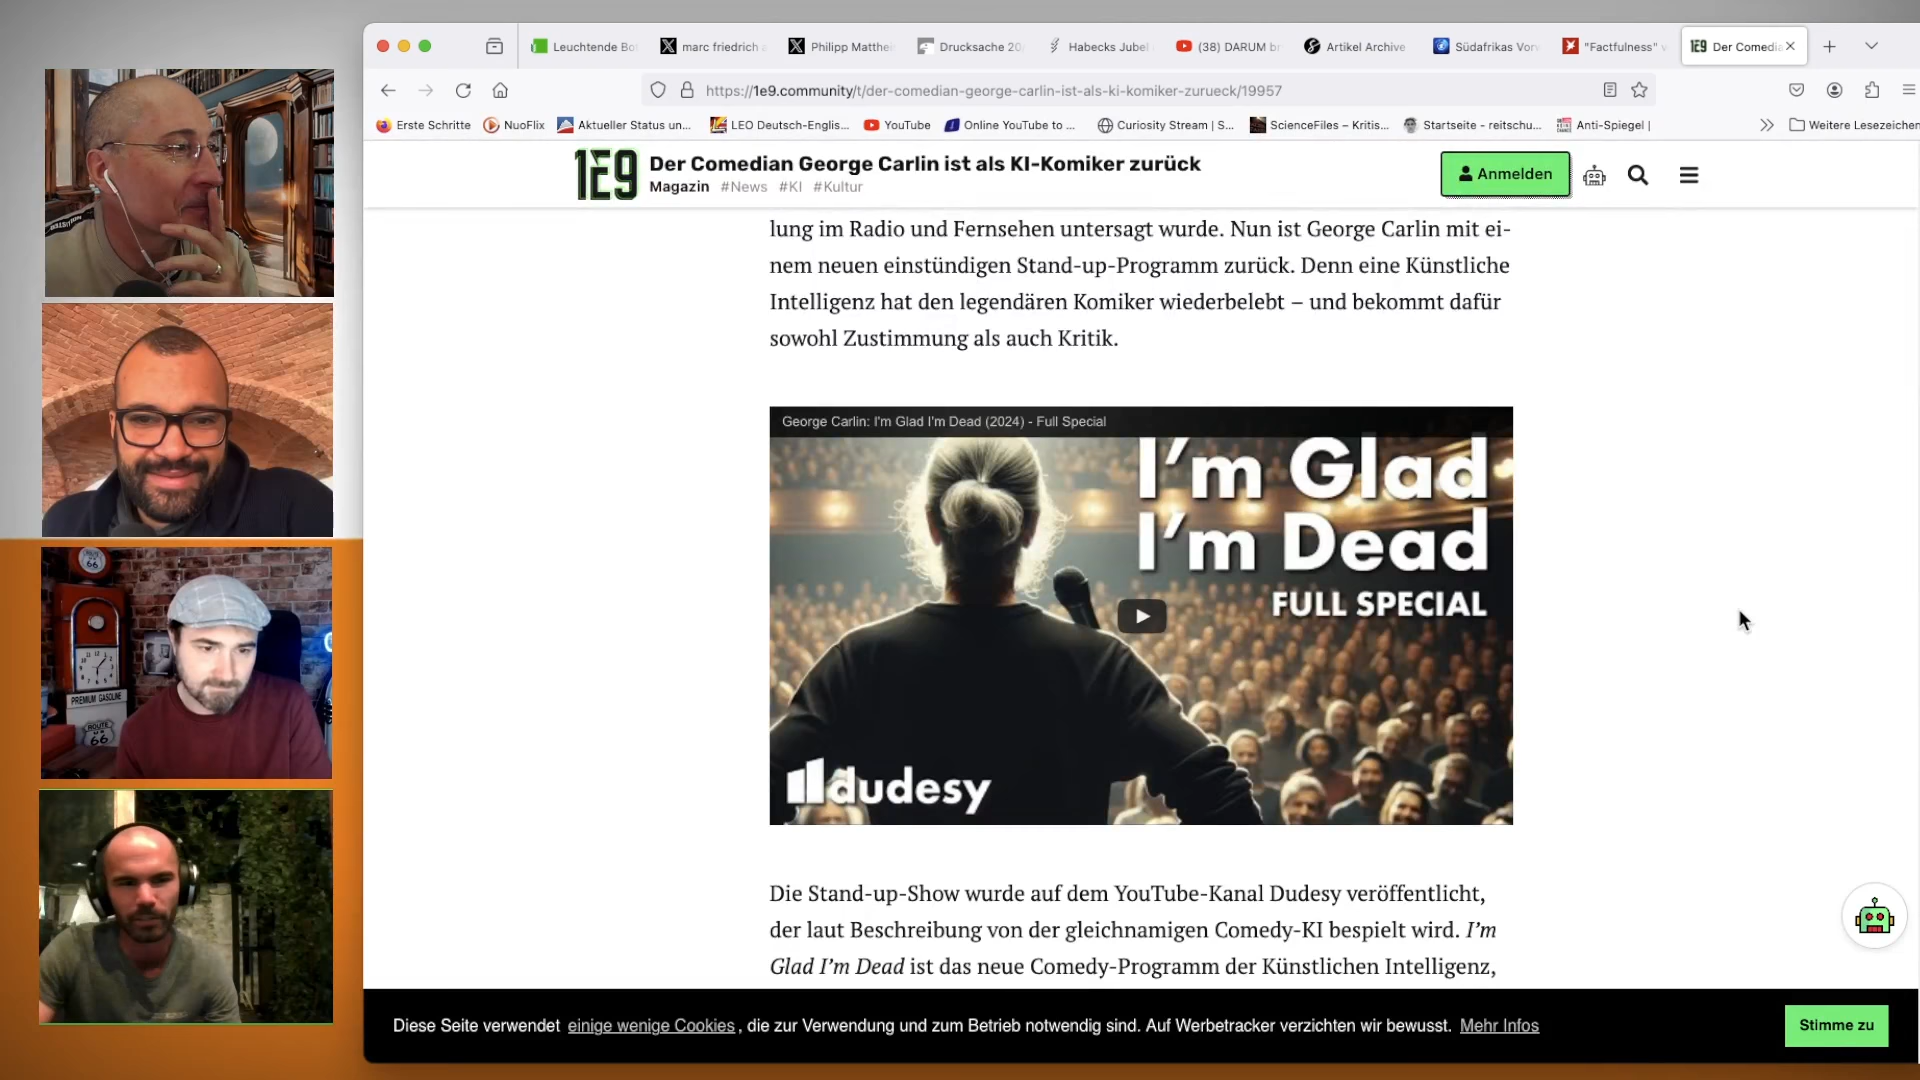 Leuchtende Bo
marc friedrich
Philipp Matthe
Drucksache 20
Habecks Jubel
(38) DARUM br
Artikel Archive
Südafrikas Vor
"Factfulness"
Der Comedia
https://1e9.community/t/der-comedian-george-carlin-ist-als-ki-komiker-zurueck/19957
Erste Schritte
NuoFlix
Aktueller Status un...
LEO Deutsch-Englis...
YouTube
Online YouTube to ...
Curiosity Stream | S...
ScienceFiles – Kritis...
Startseite - reitschu...
Anti-Spiegel |
Weitere Lesezeichen
1E9
Der Comedian George Carlin ist als KI-Komiker zurück
Magazin #News #KI #Kultur
Anmelden
lung im Radio und Fernsehen untersagt wurde. Nun ist George Carlin mit ei-
nem neuen einstündigen Stand-up-Programm zurück. Denn eine Künstliche
Intelligenz hat den legendären Komiker wiederbelebt – und bekommt dafür
sowohl Zustimmung als auch Kritik.
George Carlin: I'm Glad I'm Dead (2024) - Full Special
I'm Glad
I'm Dead
FULL SPECIAL
dudesy
Die Stand-up-Show wurde auf dem YouTube-Kanal Dudesy veröffentlicht,
der laut Beschreibung von der gleichnamigen Comedy-KI bespielt wird. I'm
Glad I'm Dead ist das neue Comedy-Programm der Künstlichen Intelligenz,
Diese Seite verwendet einige wenige Cookies, die zur Verwendung und zum Betrieb notwendig sind. Auf Werbetracker verzichten wir bewusst. Mehr Infos
Stimme zu
66
PREMIUM GASOLINE
ROUTE
66